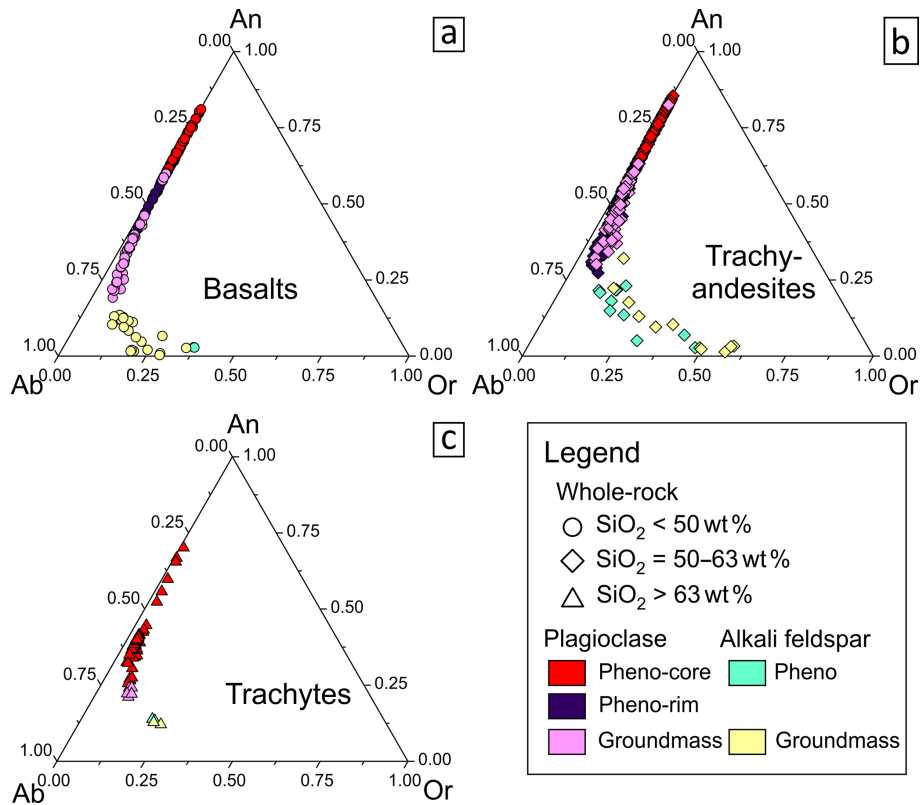 An
a
0.00
1.00
0.25
0.75
0.50
0.50
0.75
0.25
Basalts
1.00
0.00
0.00
0.25
0.50
0.75
1.00
Ab
Or
An
b
0.00
1.00
0.25
0.75
0.50
0.50
0.75
0.25
Trachy-
andesites
1.00
0.00
0.00
0.25
0.50
0.75
1.00
Ab
Or
An
c
0.00
1.00
0.25
0.75
0.50
0.50
0.75
0.25
Trachytes
1.00
0.00
0.00
0.25
0.50
0.75
1.00
Ab
Or
Legend
Whole-rock
SiO2 < 50 wt %
SiO2 = 50–63 wt %
SiO2 > 63 wt %
Plagioclase Alkali feldspar
Pheno-core Pheno
Pheno-rim
Groundmass Groundmass